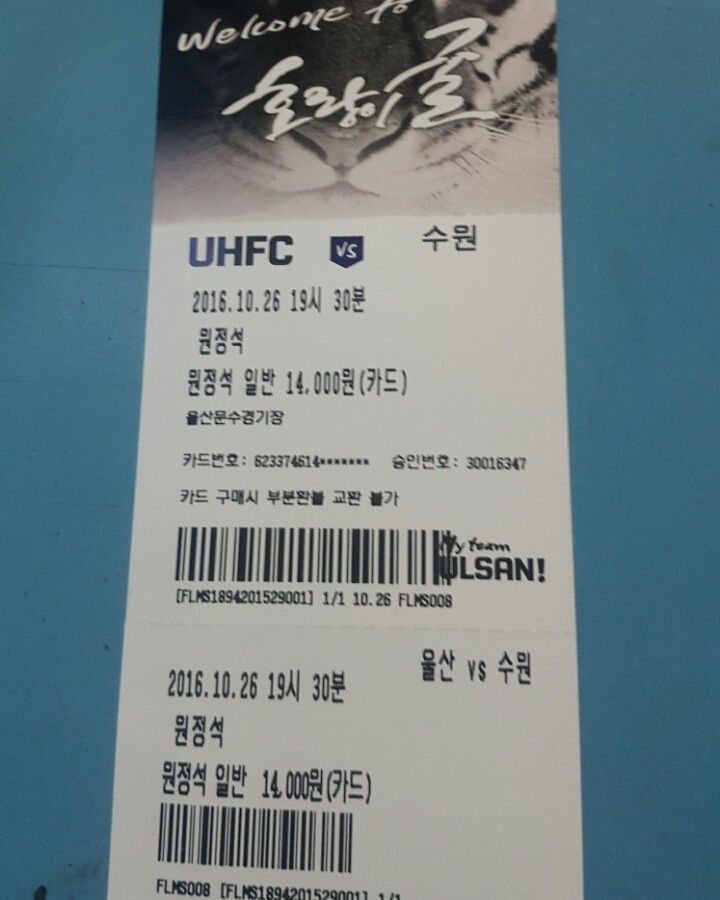 Welcome to
호랑이굴
UHFC vs 수원
2016.10.26 19시 30분
원정석
원정석 일반 14,000원(카드)
울산문수경기장
카드번호: 623374614******* 승인번호: 30016347
카드 구매시 부분환불 교환 불가
My team
ULSAN!
[FLMS1894201529001] 1/1 10.26 FLMS008
울산 vs 수원
2016.10.26 19시 30분
원정석
원정석 일반 14,000원(카드)
FLMS008 [FLMS1894201529001] 1/1